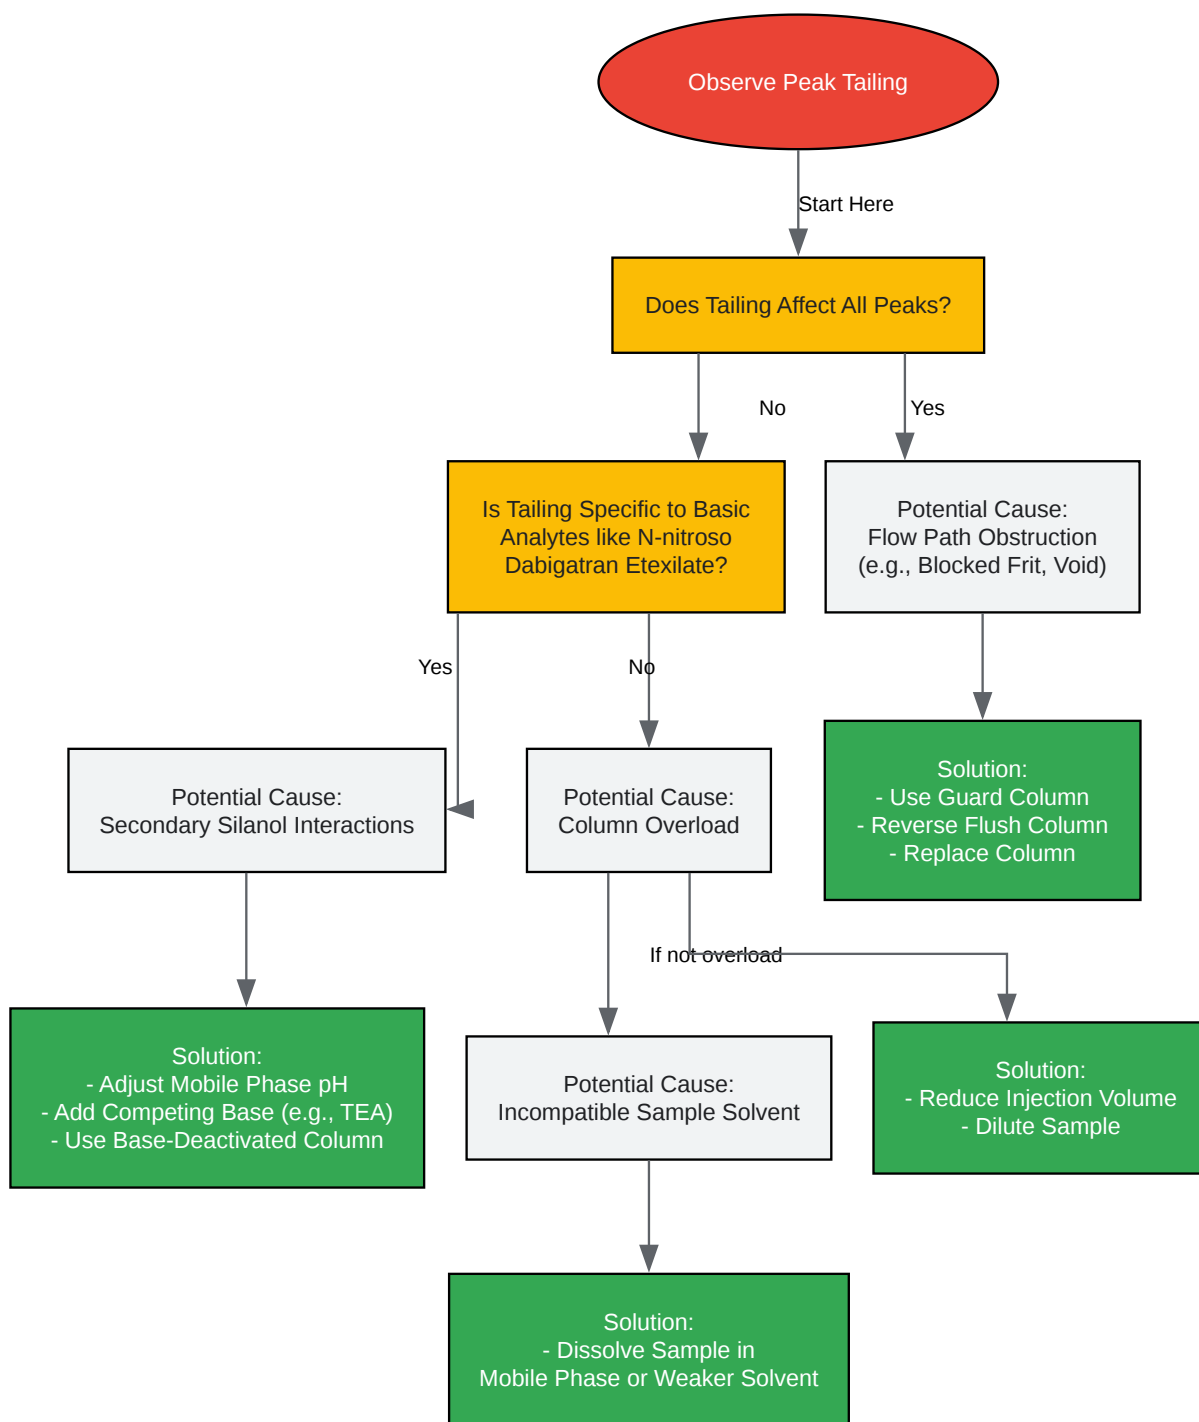 Observe Peak Tailing
Start Here
Does Tailing Affect All Peaks?
No
Yes
Is Tailing Specific to Basic
Analytes like N-nitroso
Dabigatran Etexilate?
Potential Cause:
Flow Path Obstruction
(e.g., Blocked Frit, Void)
Yes
No
Potential Cause:
Secondary Silanol Interactions
Potential Cause:
Column Overload
Solution:
- Use Guard Column
- Reverse Flush Column
- Replace Column
If not overload
Solution:
- Adjust Mobile Phase pH
- Add Competing Base (e.g., TEA)
- Use Base-Deactivated Column
Potential Cause:
Incompatible Sample Solvent
Solution:
- Reduce Injection Volume
- Dilute Sample
Solution:
- Dissolve Sample in
Mobile Phase or Weaker Solvent